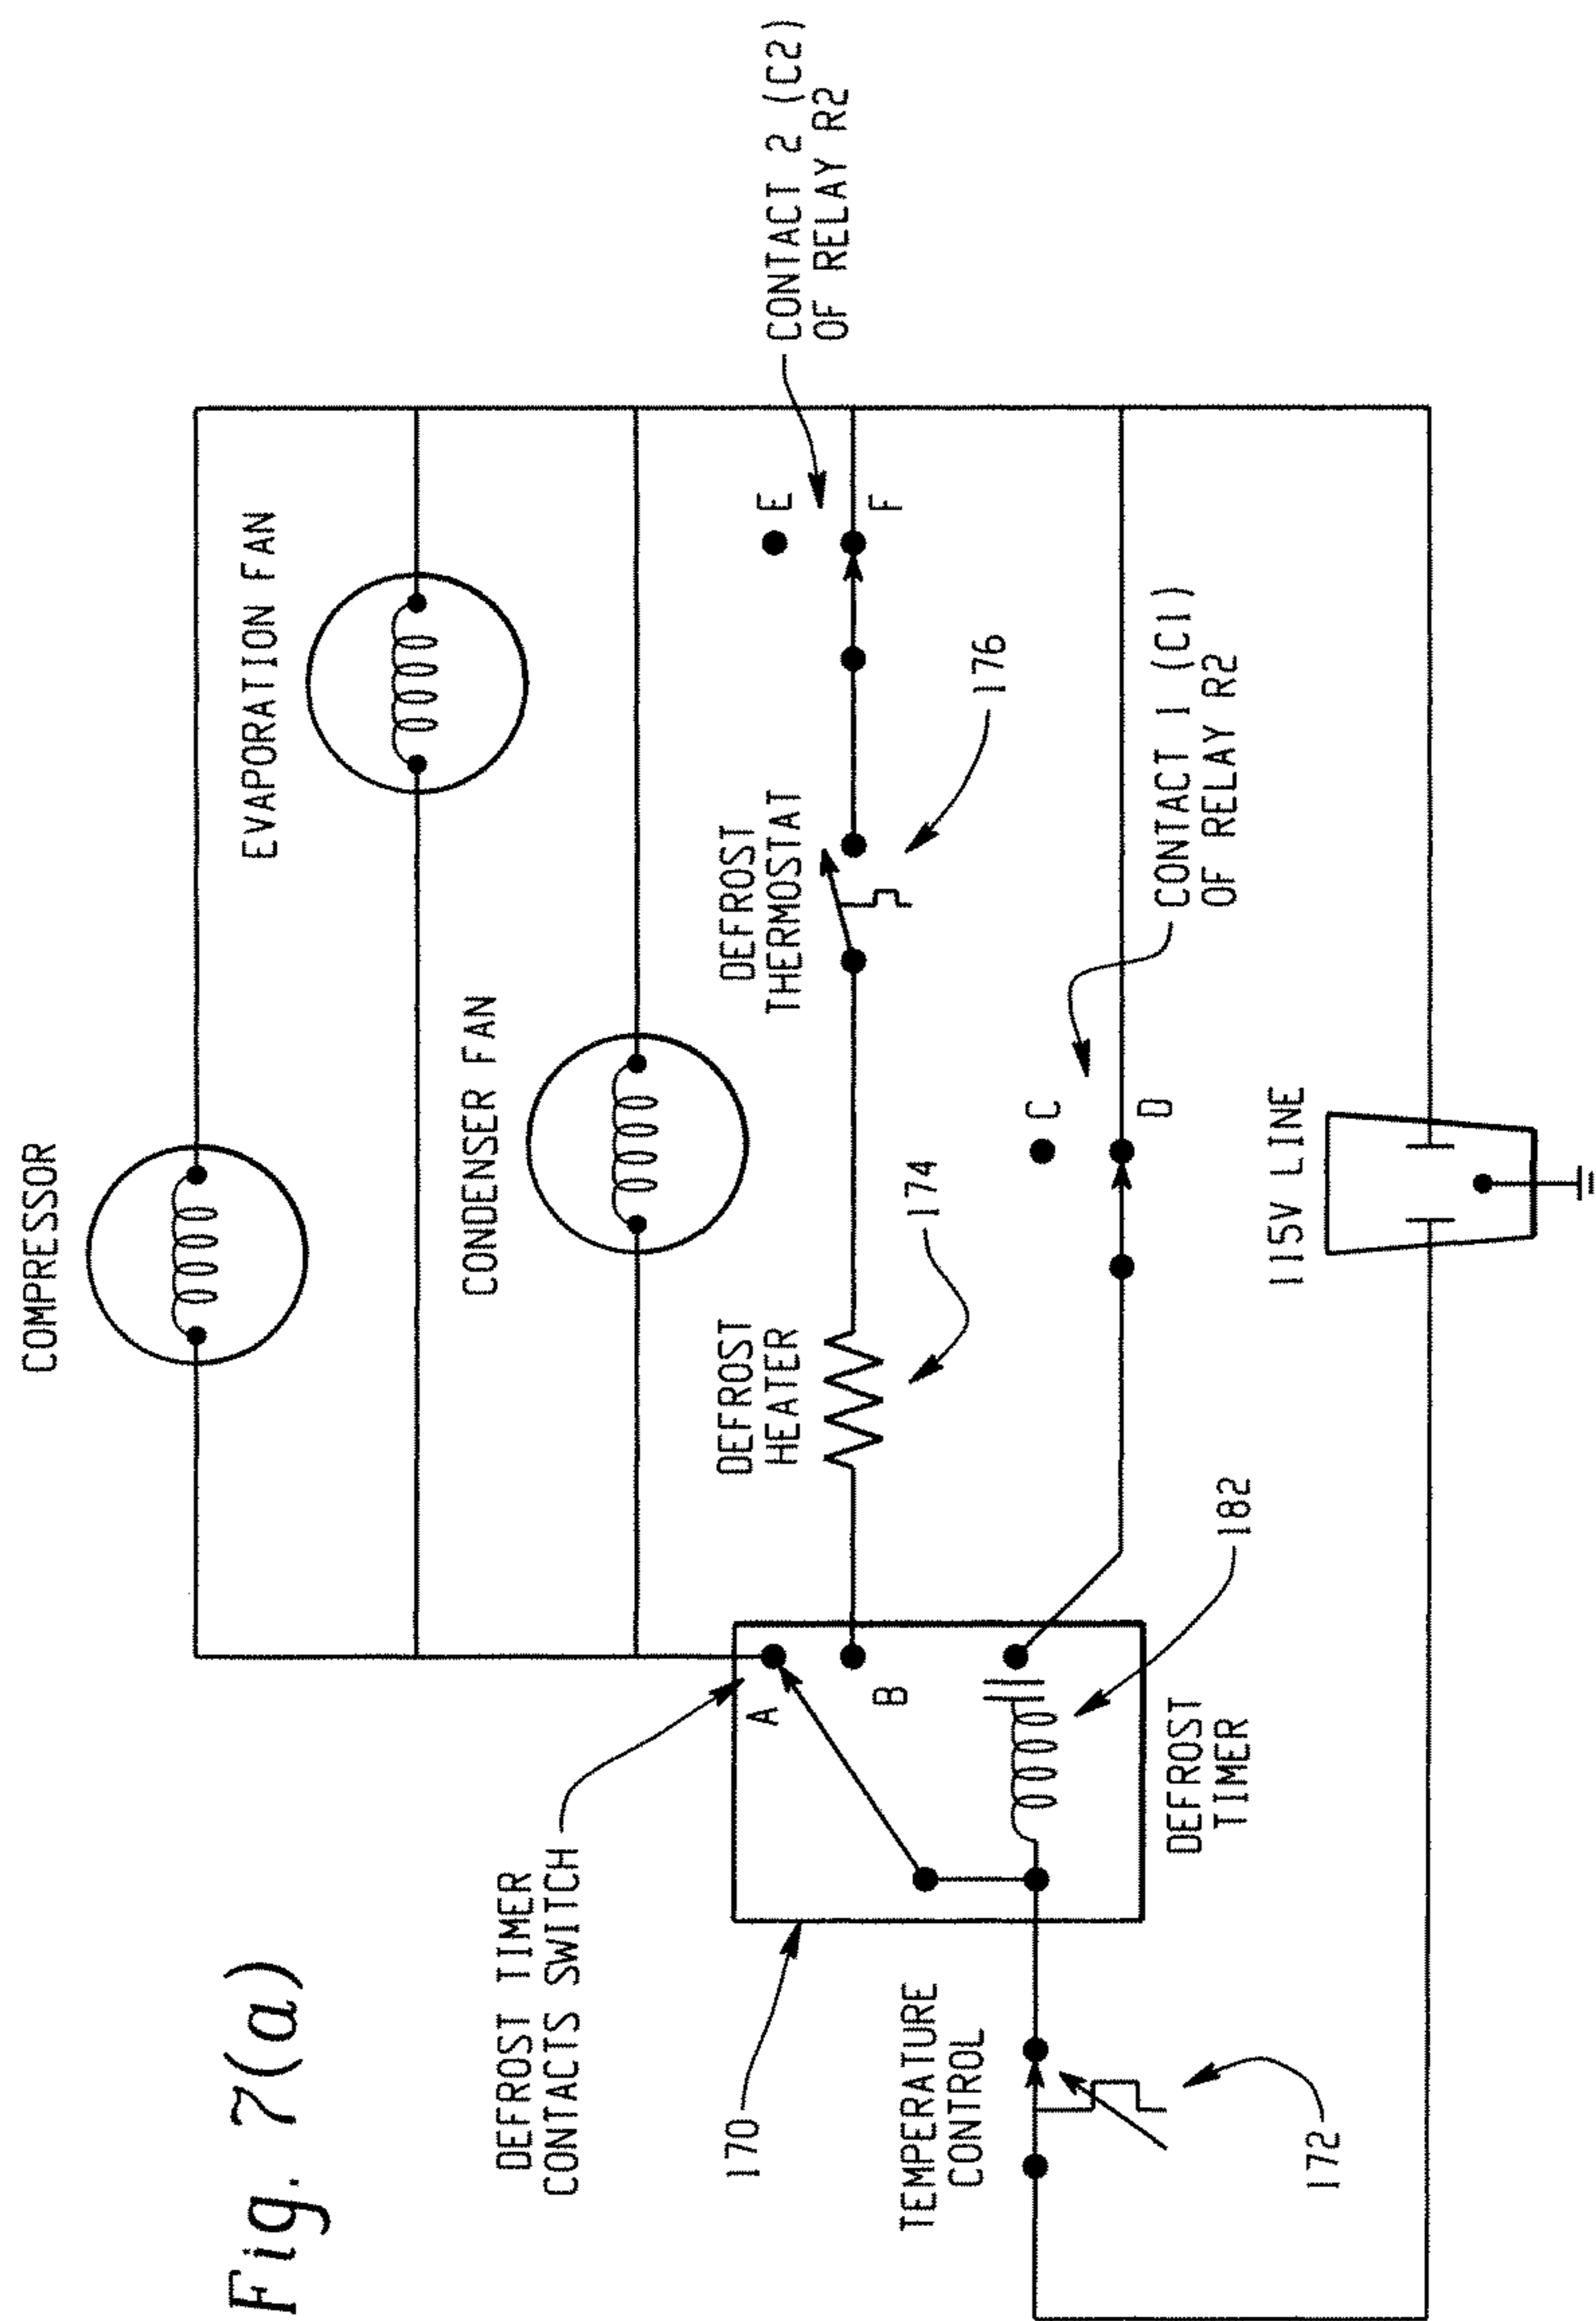 Fig. 7(a)
COMPRESSOR
EVAPORATION FAN
CONDENSER FAN
DEFROST TIMER
CONTACTS SWITCH
170
A
B
DEFROST
HEATER
174
DEFROST
THERMOSTAT
176
E
F
CONTACT 2 (C2)
OF RELAY R2
TEMPERATURE
CONTROL
172
DEFROST
TIMER
182
C
D
CONTACT 1 (C1)
OF RELAY R2
115V LINE